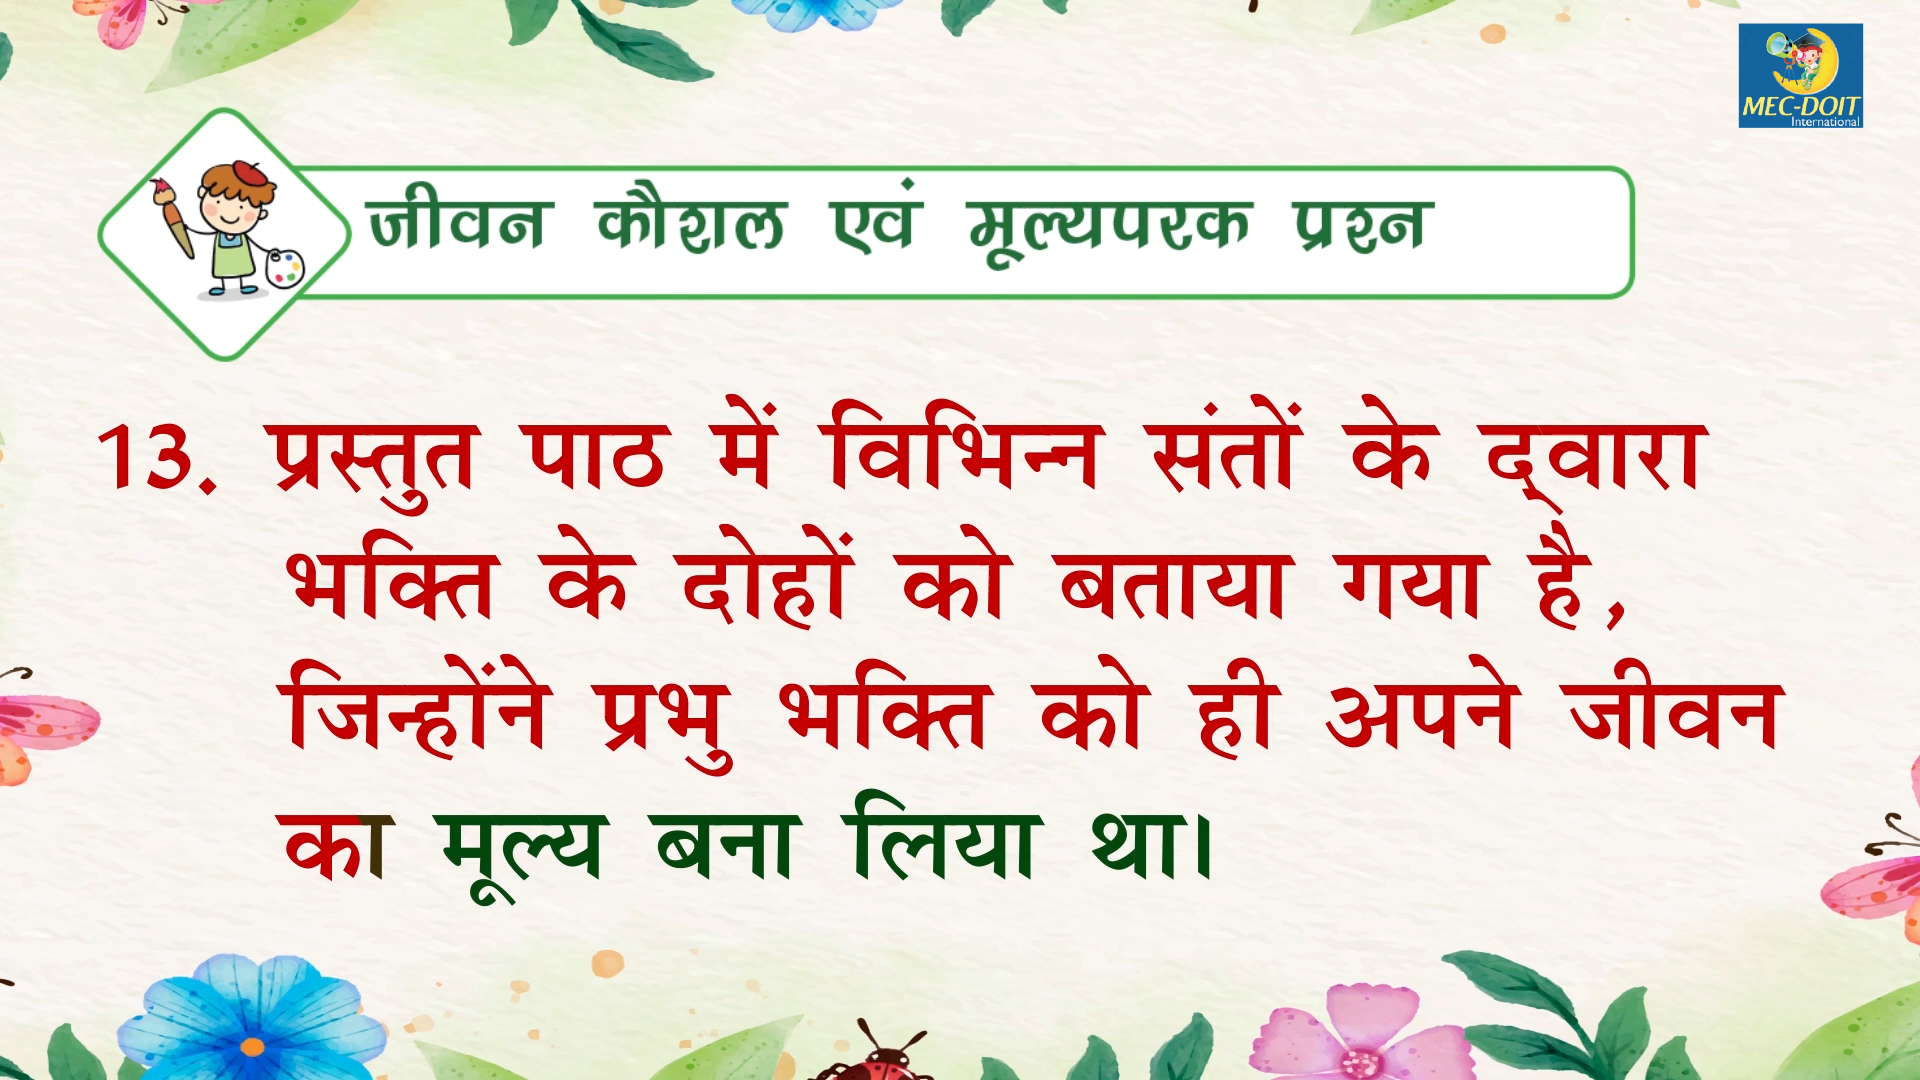 MEC-DOIT
International
जीवन कौशल एवं मूल्यपरक प्रश्न
13. प्रस्तुत पाठ में विभिन्न संतों के द्‌वारा
भक्ति के दोहों को बताया गया है,
जिन्होंने प्रभु भक्ति को ही अपने जीवन
का मूल्य बना लिया था।